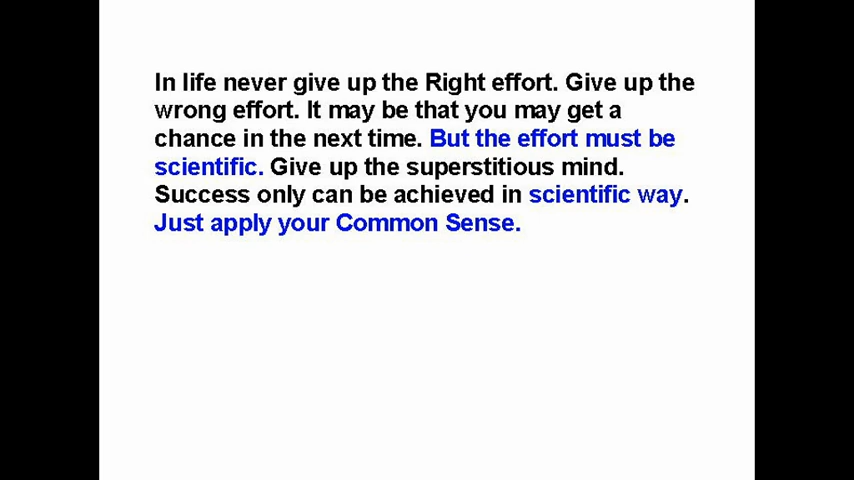 In life never give up the Right effort. Give up the
wrong effort. It may be that you may get a
chance in the next time. But the effort must be
scientific. Give up the superstitious mind.
Success only can be achieved in scientific way.
Just apply your Common Sense.